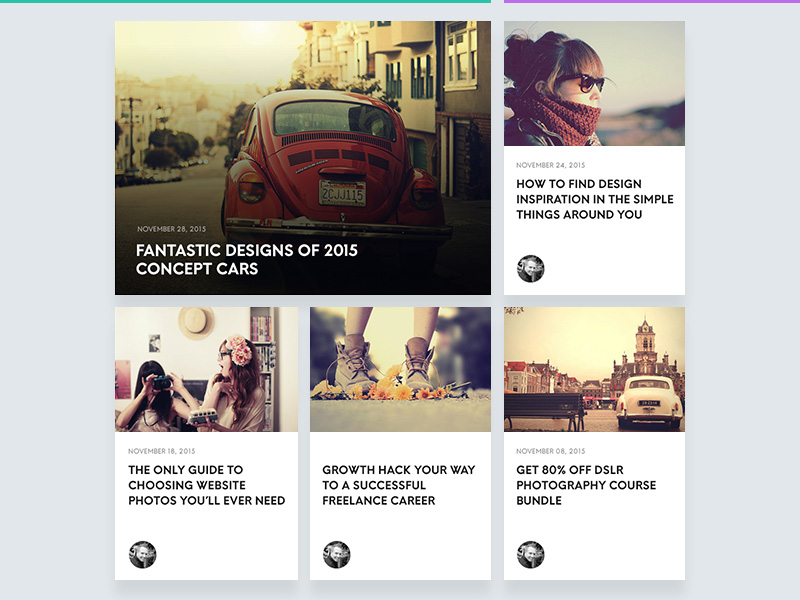 NOVEMBER 28, 2015
FANTASTIC DESIGNS OF 2015
CONCEPT CARS
2CJJ115
NOVEMBER 24, 2015
HOW TO FIND DESIGN
INSPIRATION IN THE SIMPLE
THINGS AROUND YOU
NOVEMBER 18, 2015
THE ONLY GUIDE TO
CHOOSING WEBSITE
PHOTOS YOU'LL EVER NEED
GROWTH HACK YOUR WAY
TO A SUCCESSFUL
FREELANCE CAREER
NOVEMBER 08, 2015
GET 80% OFF DSLR
PHOTOGRAPHY COURSE
BUNDLE